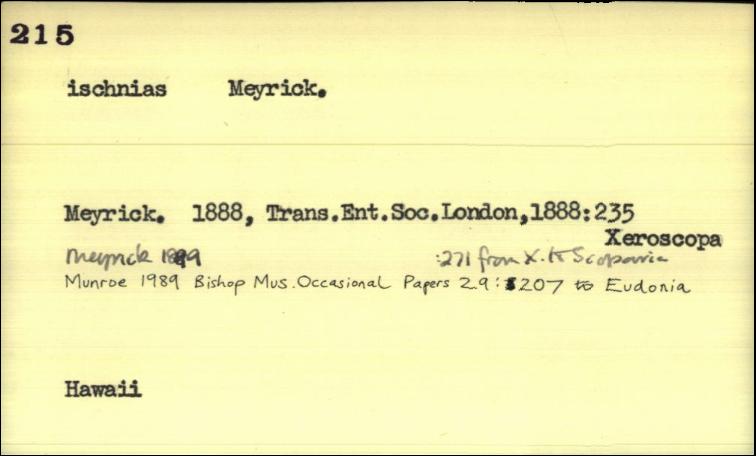 215
ischnias Meyrick.
Meyrick. 1888, Trans.Ent.Soc.London,1888:235
Xeroscopa
Meyrick 1899 :271 from X. to Scoparia
Munroe 1989 Bishop Mus. Occasional Papers 29: 207 to Eudonia
Hawaii